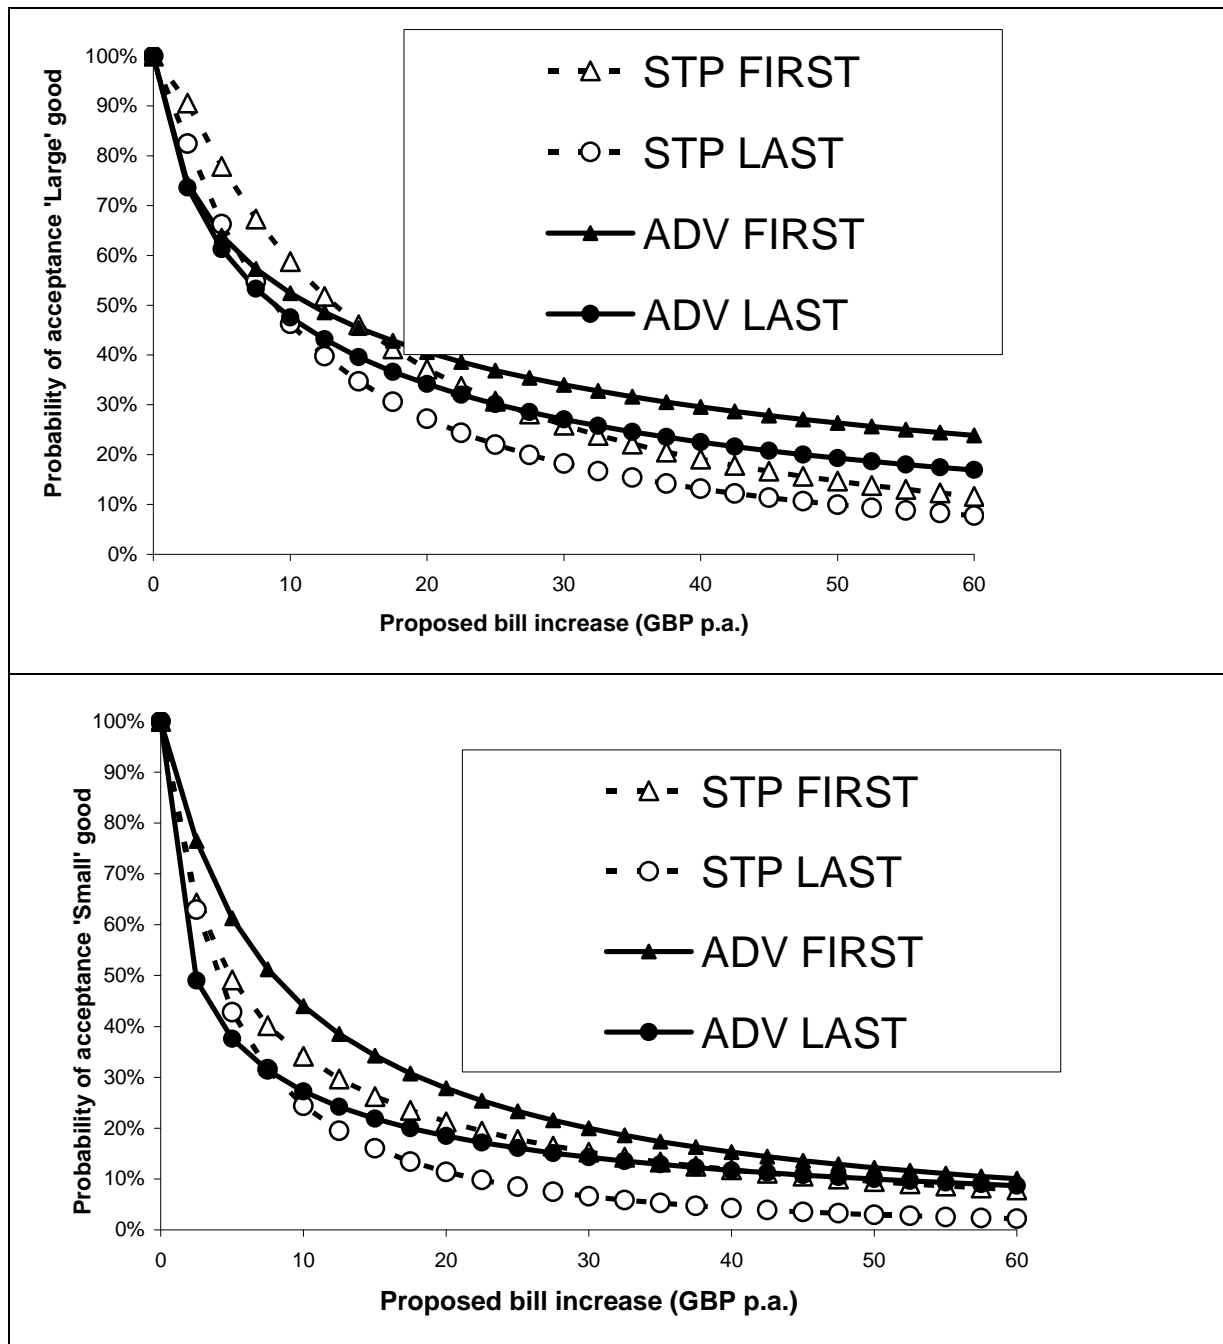 Probability of acceptance 'Large' good
100%
90%
80%
70%
60%
50%
40%
30%
20%
10%
0%
STP FIRST
STP LAST
ADV FIRST
ADV LAST
0 10 20 30 40 50 60
Proposed bill increase (GBP p.a.)
Probability of acceptance 'Small' good
100%
90%
80%
70%
60%
50%
40%
30%
20%
10%
0%
STP FIRST
STP LAST
ADV FIRST
ADV LAST
0 10 20 30 40 50 60
Proposed bill increase (GBP p.a.)